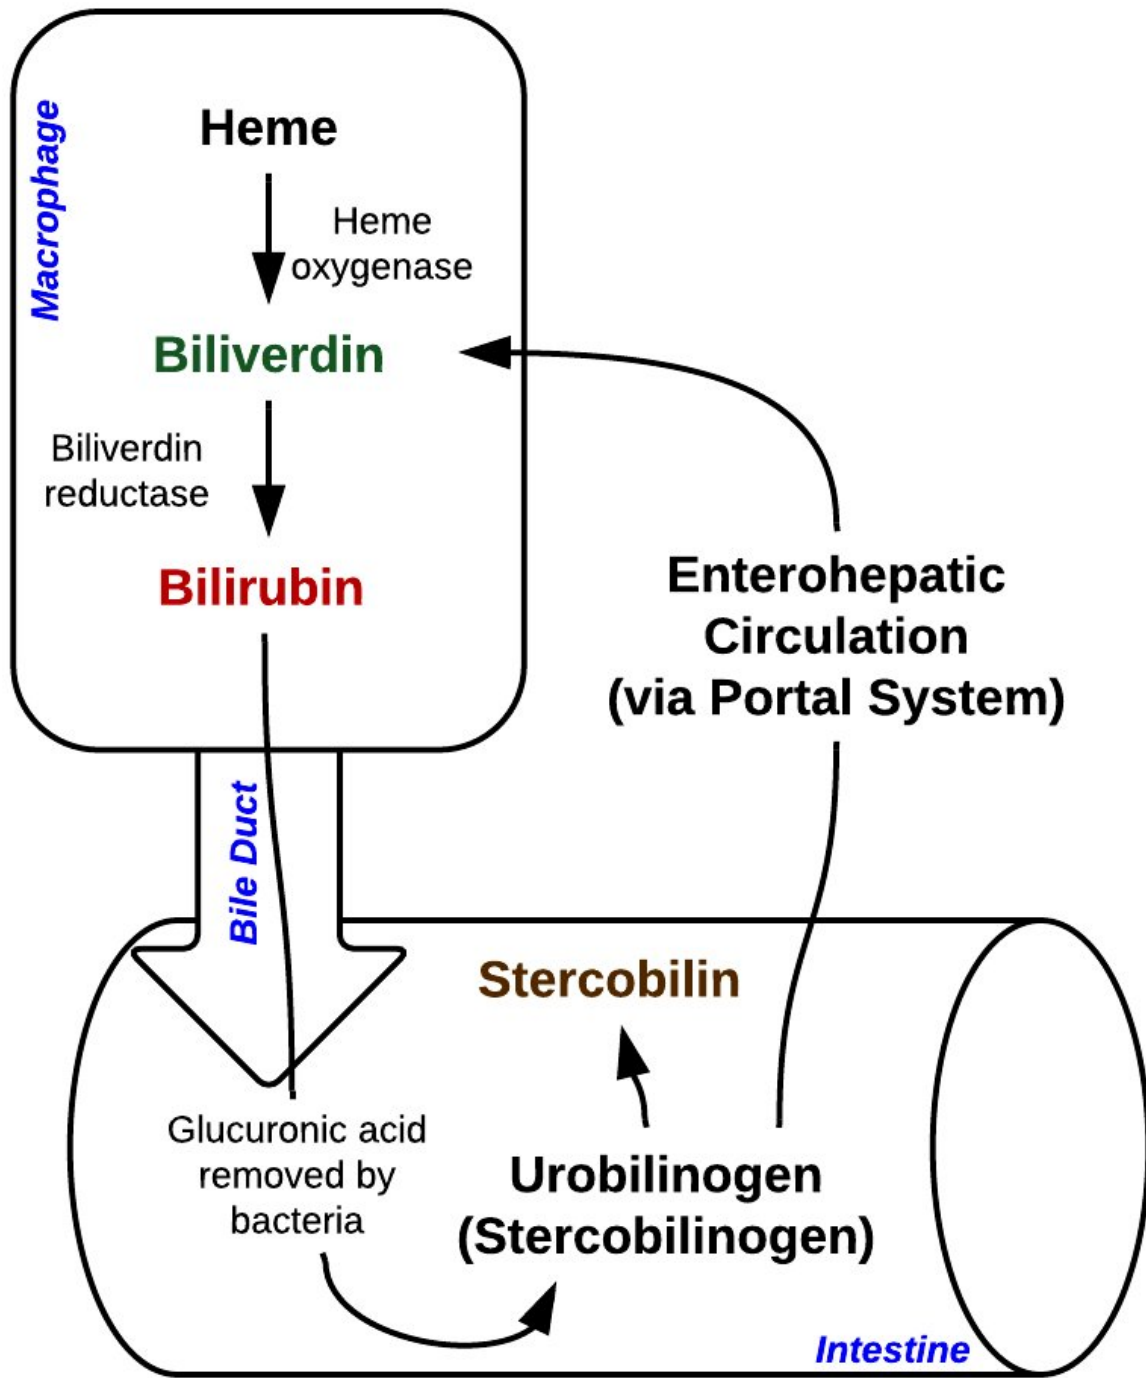 Macrophage
Heme
Heme
oxygenase
Biliverdin
Biliverdin
reductase
Bilirubin
Enterohepatic
Circulation
(via Portal System)
Bile Duct
Stercobilin
Glucuronic acid
removed by
bacteria
Urobilinogen
(Stercobilinogen)
Intestine